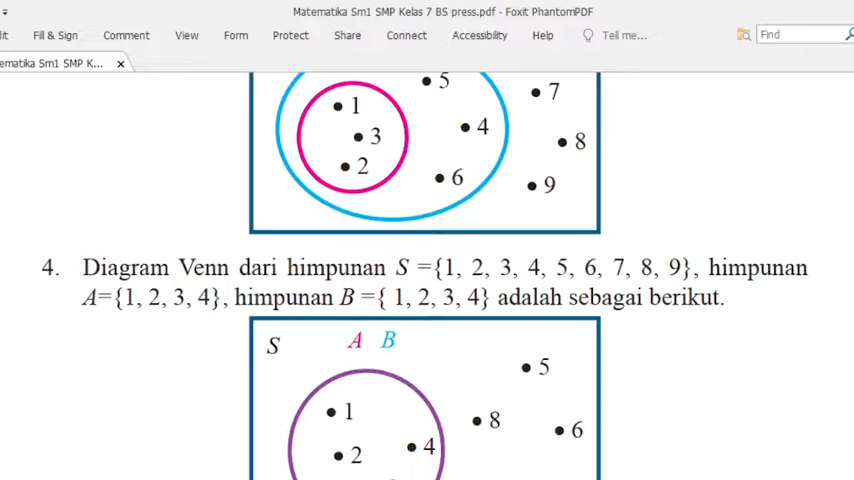 Matematika Sm1 SMP Kelas 7 BS press.pdf - Foxit PhantomPDF
Fill & Sign Comment View Form Protect Share Connect Accessibility Help Tell me... Find
ematika Sm1 SMP K...
1
3
2
5
4
6
7
8
9
4. Diagram Venn dari himpunan S ={1, 2, 3, 4, 5, 6, 7, 8, 9}, himpunan
A={1, 2, 3, 4}, himpunan B ={ 1, 2, 3, 4} adalah sebagai berikut.
S A B
5
1
8
6
2
4